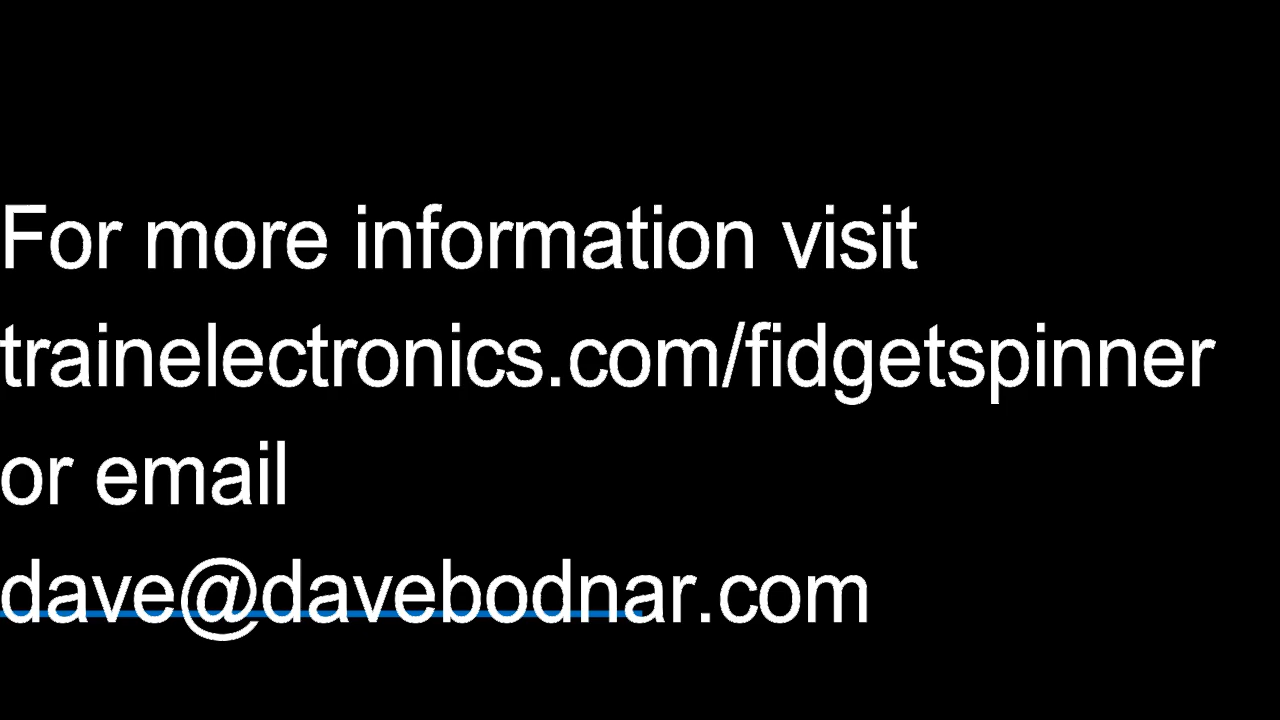 For more information visit
trainelectronics.com/fidgetspinner
or email
dave@davebodnar.com